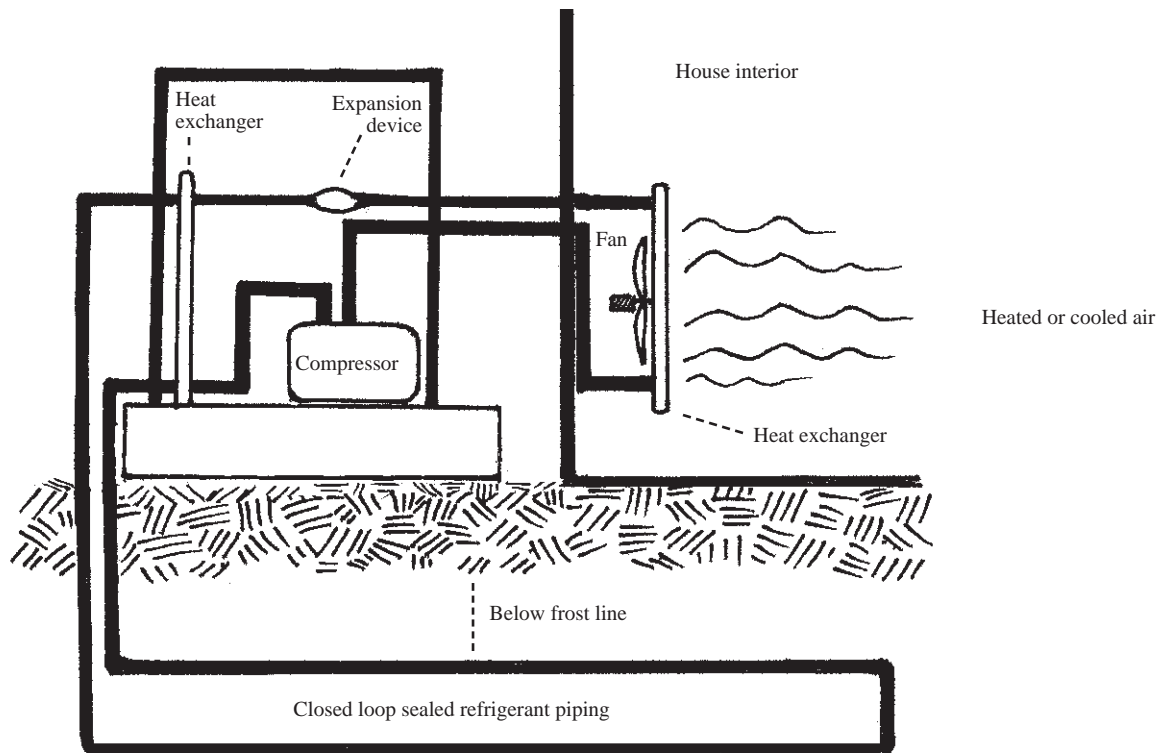 House interior
Heat
exchanger
Expansion
device
Fan
Heated or cooled air
Compressor
Heat exchanger
Below frost line
Closed loop sealed refrigerant piping